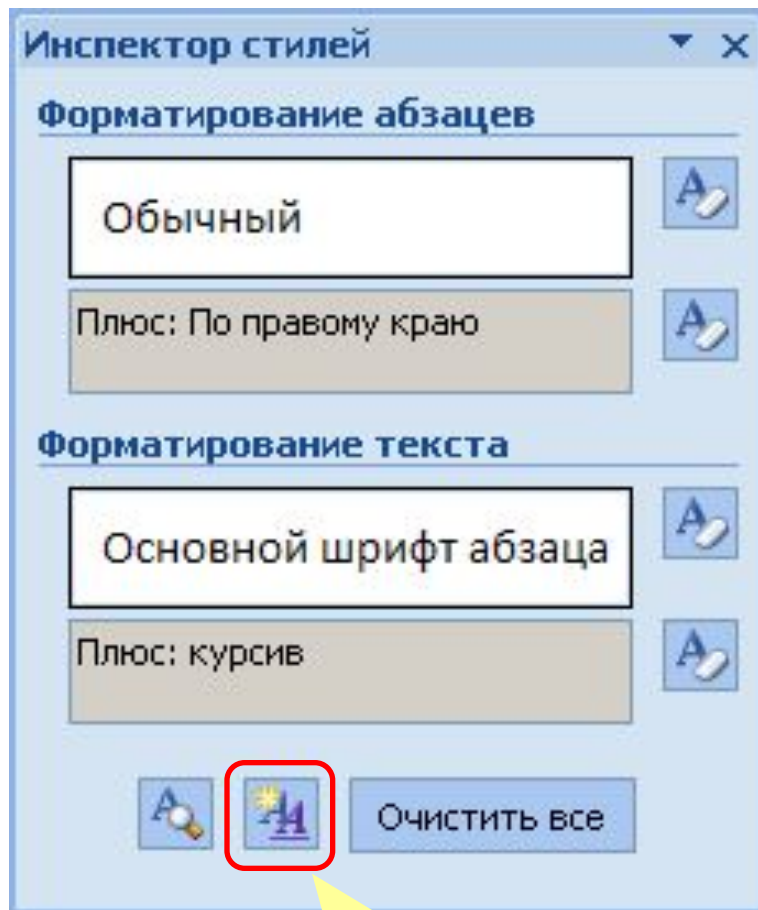 Инспектор стилей
Форматирование абзацев
Обычный
Плюс: По правому краю
Форматирование текста
Основной шрифт абзаца
Плюс: курсив
Очистить все